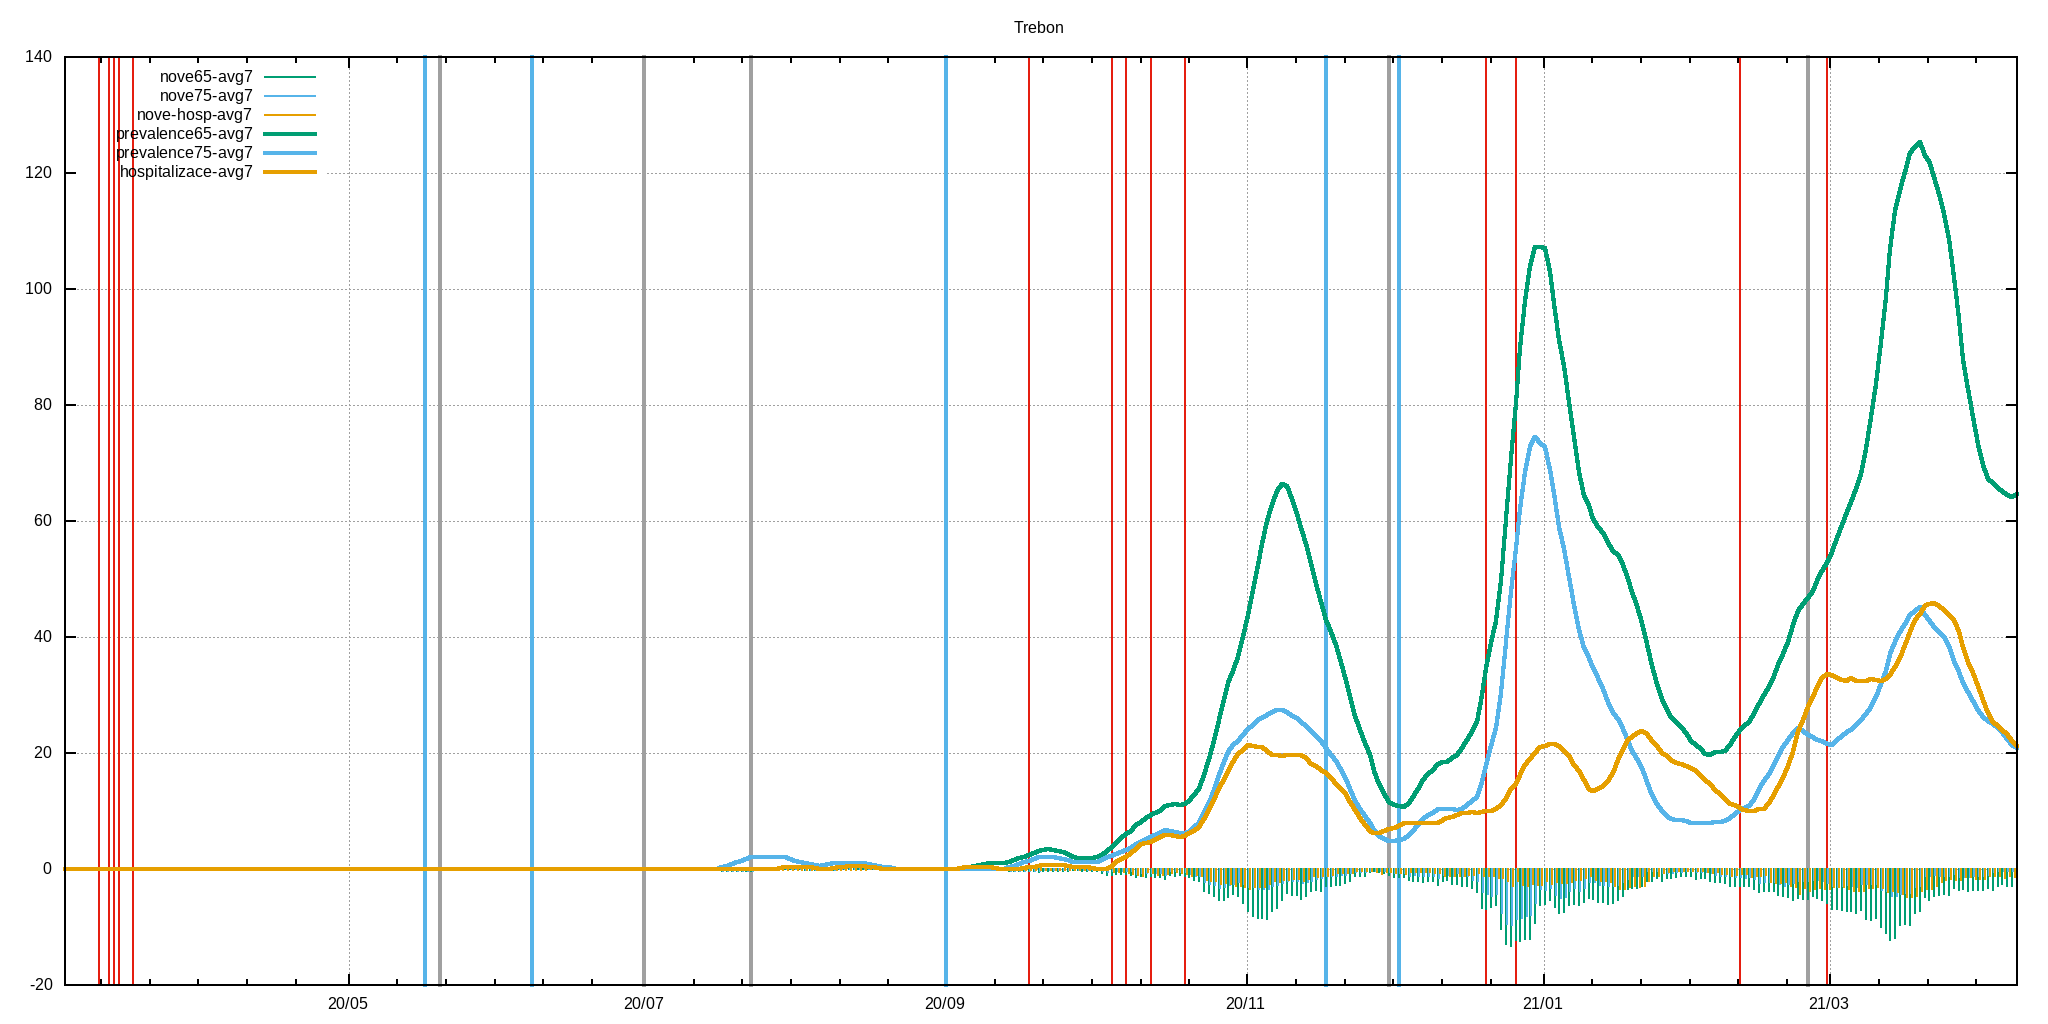 Trebon
140
120
100
80
60
40
20
0
-20
nove65-avg7
nove75-avg7
nove-hosp-avg7
prevalence65-avg7
prevalence75-avg7
hospitalizace-avg7
20/05 20/07 20/09 20/11 21/01 21/03